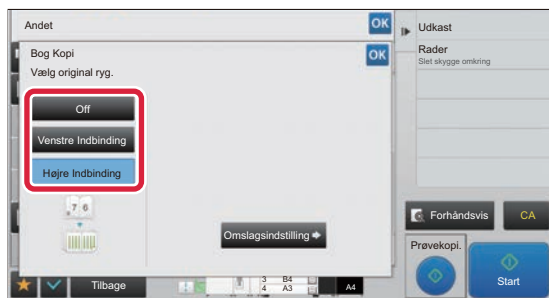 Andet
OK
Udkast
Bog Kopi
OK
Rader
Slet skygge omkring
Vælg original ryg.
Off
Venstre Indbinding
Højre Indbinding
7 6
Omslagsindstilling
Forhåndsvis
CA
Prøvekopi.
Start
Tilbage
3 B4
4 A3
A4